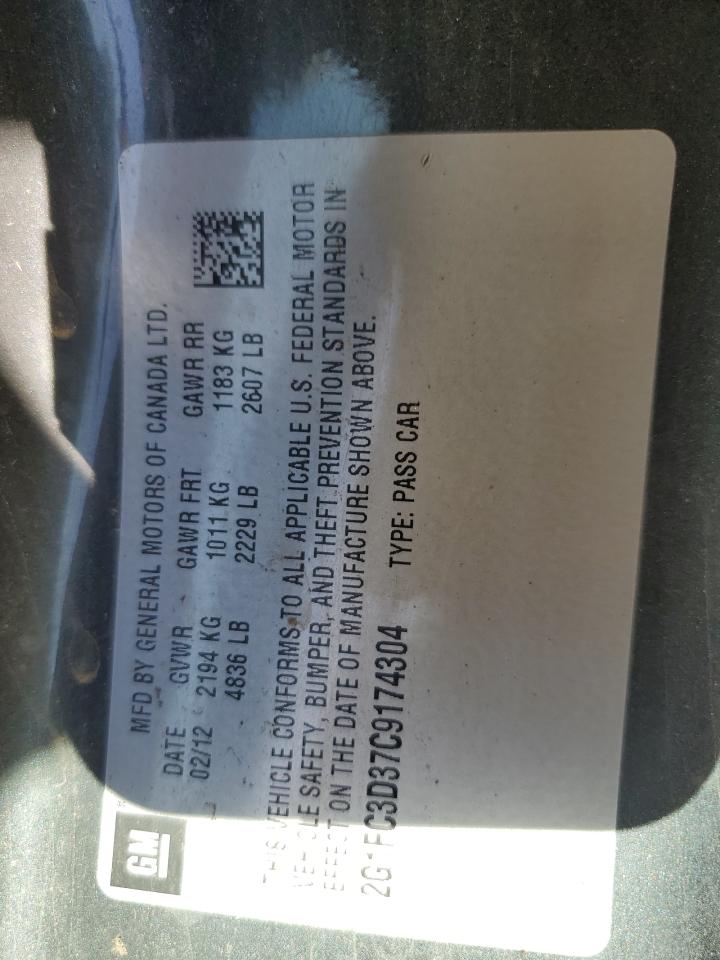 GM
MFD BY GENERAL MOTORS OF CANADA LTD.
DATE GVWR GAWR FRT GAWR RR
02/12 2194 KG 1011 KG 1183 KG
4836 LB 2229 LB 2607 LB
THIS VEHICLE CONFORMS TO ALL APPLICABLE U.S. FEDERAL MOTOR
VEHICLE SAFETY, BUMPER, AND THEFT PREVENTION STANDARDS IN
EFFECT ON THE DATE OF MANUFACTURE SHOWN ABOVE.
2G1FC3D37C9174304 TYPE: PASS CAR